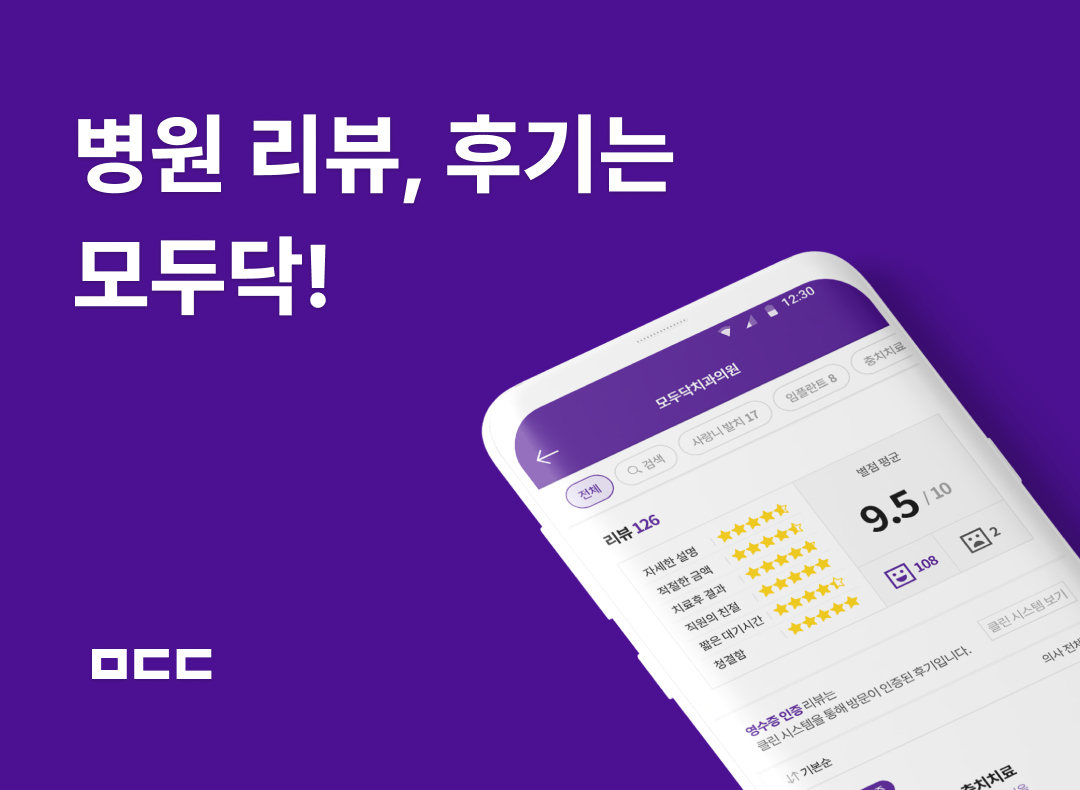 병원 리뷰, 후기는
모두닥!
12:30
모두닥치과의원
전체
검색
사랑니 발치 17
임플란트 8
충치치료
리뷰 126
자세한 설명
적절한 금액
치료후 결과
직원의 친절
짧은 대기시간
청결함
별점 평균
9.5 / 10
108
2
영수증 인증 리뷰는
클린 시스템을 통해 방문이 인증된 후기입니다.
클린 시스템 보기
기본순
의사 전체
충치치료
ㅁㄷㄷ